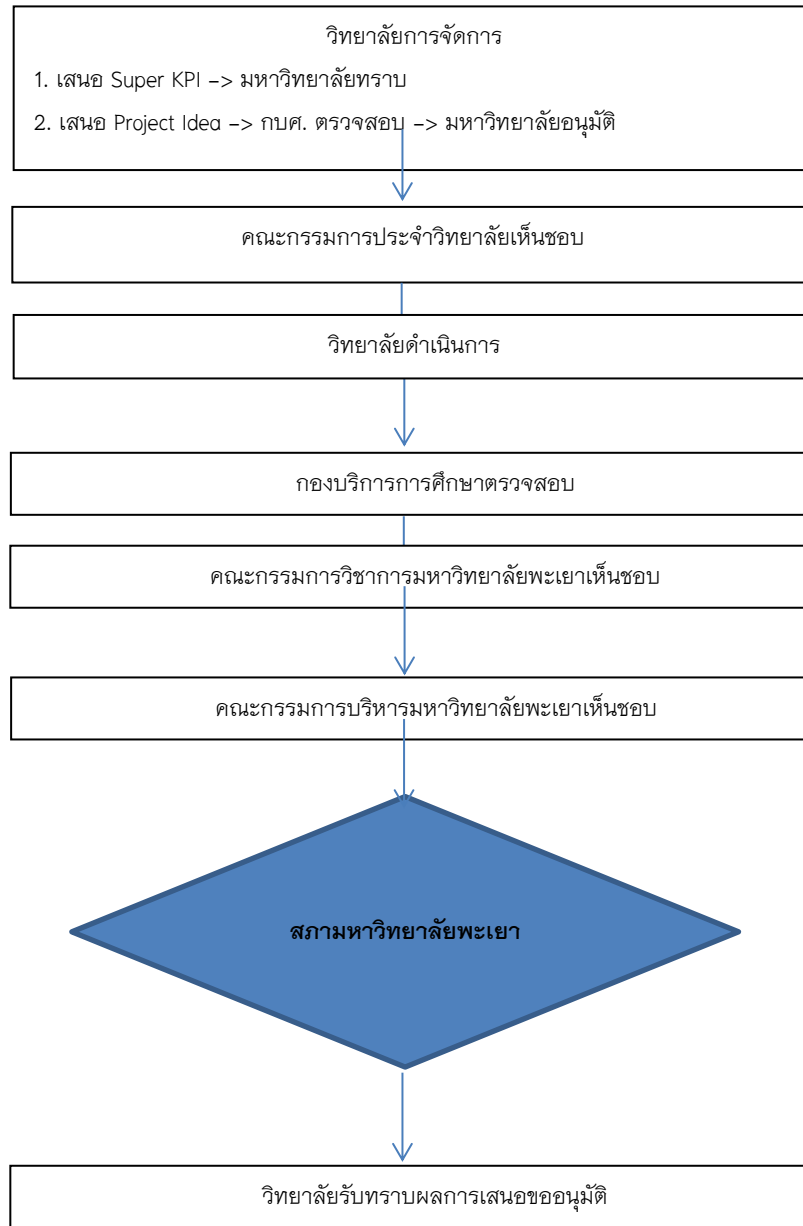 วิทยาลัยการจัดการ
1. เสนอ Super KPI -> มหาวิทยาลัยทราบ
2. เสนอ Project Idea -> กบศ. ตรวจสอบ -> มหาวิทยาลัยอนุมัติ
คณะกรรมการประจำวิทยาลัยเห็นชอบ
วิทยาลัยดำเนินการ
กองบริการการศึกษาตรวจสอบ
คณะกรรมการวิชาการมหาวิทยาลัยพะเยาเห็นชอบ
คณะกรรมการบริหารมหาวิทยาลัยพะเยาเห็นชอบ
สภามหาวิทยาลัยพะเยา
วิทยาลัยรับทราบผลการเสนอขออนุมัติ